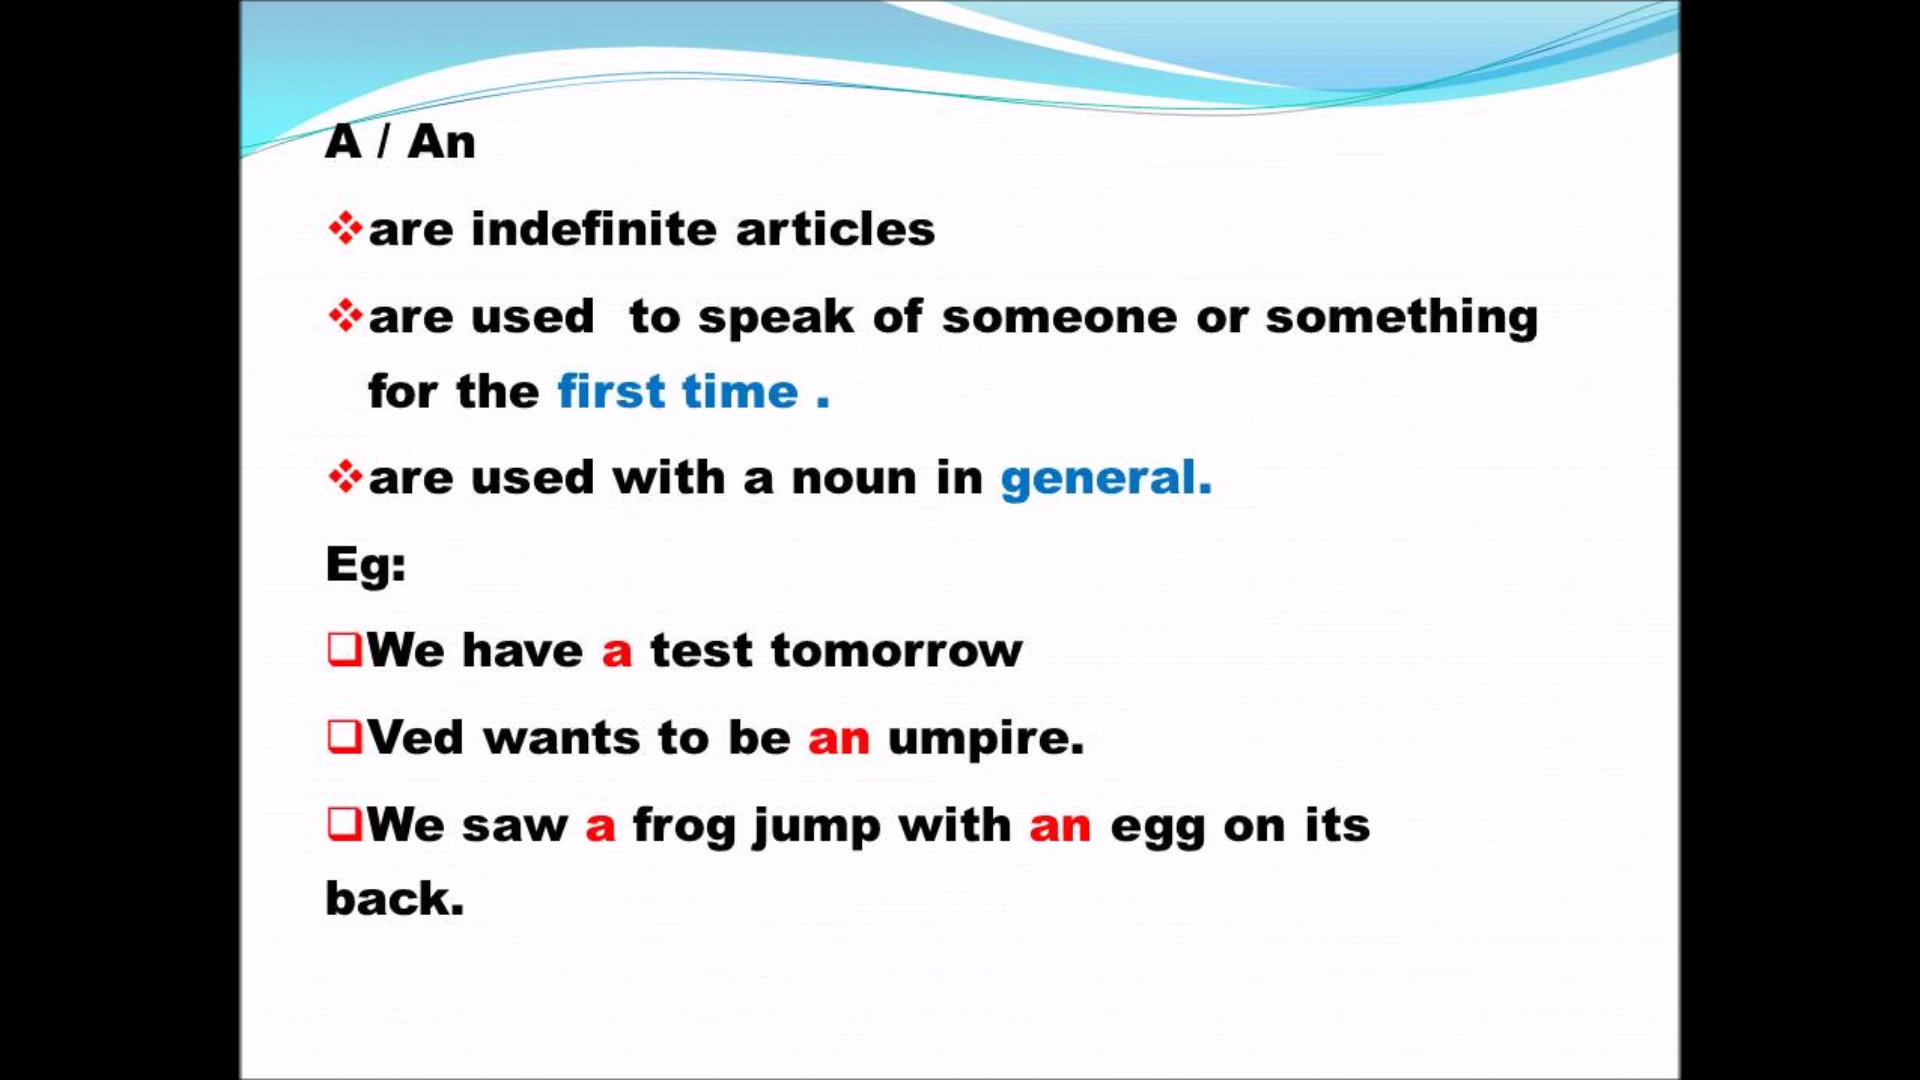 A / An
❖are indefinite articles
❖are used  to speak of someone or something
for the first time .
❖are used with a noun in general.
Eg:
❑We have a test tomorrow
❑Ved wants to be an umpire.
❑We saw a frog jump with an egg on its
back.